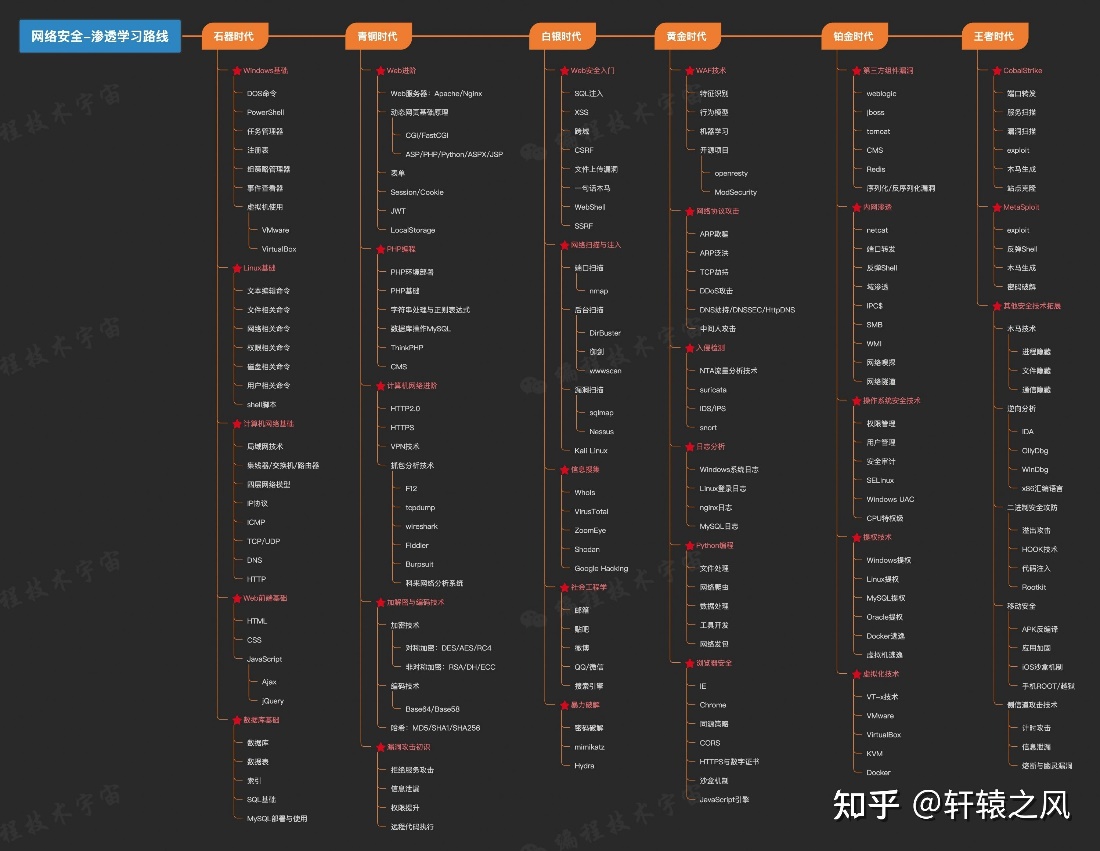 网络安全-渗透学习路线
石器时代
Windows基础
DOS命令
PowerShell
任务管理器
注册表
组策略管理器
事件查看器
虚拟机使用
VMware
VirtualBox
Linux基础
文本编辑命令
文件相关命令
网络相关命令
权限相关命令
磁盘相关命令
用户相关命令
shell脚本
计算机网络基础
局域网技术
集线器/交换机/路由器
四层网络模型
IP协议
ICMP
TCP/UDP
DNS
HTTP
Web前端基础
HTML
CSS
JavaScript
Ajax
jQuery
数据库基础
数据库
数据表
索引
SQL基础
MySQL部署与使用
青铜时代
Web进阶
Web服务器：Apache/Nginx
动态网页基础原理
CGI/FastCGI
ASP/PHP/Python/ASPX/JSP
表单
Session/Cookie
JWT
LocalStorage
PHP编程
PHP环境部署
PHP基础
字符串处理与正则表达式
数据库操作MySQL
ThinkPHP
CMS
计算机网络进阶
HTTP2.0
HTTPS
VPN技术
抓包分析技术
F12
tcpdump
wireshark
Fiddler
Burpsuit
科来网络分析系统
加解密与编码技术
加密技术
对称加密：DES/AES/RC4
非对称加密：RSA/DH/ECC
编码技术
Base64/Base58
哈希：MD5/SHA1/SHA256
漏洞攻击初识
拒绝服务攻击
信息泄漏
权限提升
远程代码执行
白银时代
Web安全入门
SQL注入
XSS
跨域
CSRF
文件上传漏洞
一句话木马
WebShell
SSRF
网络扫描与注入
端口扫描
nmap
后台扫描
DirBuster
御剑
wwwscan
漏洞扫描
sqlmap
Nessus
Kali Linux
信息搜集
Whois
VirusTotal
ZoomEye
Shodan
Google Hacking
社会工程学
邮箱
贴吧
微博
QQ/微信
搜索引擎
暴力破解
密码破解
mimikatz
Hydra
黄金时代
WAF技术
特征识别
行为模型
机器学习
开源项目
openresty
ModSecurity
网络协议攻击
ARP欺骗
ARP泛洪
TCP劫持
DDoS攻击
DNS劫持/DNSSEC/HttpDNS
中间人攻击
入侵检测
NTA流量分析技术
suricata
IDS/IPS
snort
日志分析
Windows系统日志
Linux登录日志
nginx日志
MySQL日志
Python编程
文件处理
网络爬虫
数据处理
工具开发
网络发包
浏览器安全
IE
Chrome
同源策略
CORS
HTTPS与数字证书
沙盒机制
JavaScript引擎
铂金时代
第三方组件漏洞
weblogic
jboss
tomcat
CMS
Redis
序列化/反序列化漏洞
内网渗透
netcat
端口转发
反弹Shell
域渗透
IPC$
SMB
WMI
网络嗅探
网络隧道
操作系统安全技术
权限管理
用户管理
安全审计
SELinux
Windows UAC
CPU特权级
提权技术
Windows提权
Linux提权
MySQL提权
Oracle提权
Docker逃逸
虚拟机逃逸
虚拟化技术
VT-x技术
VMware
VirtualBox
KVM
Docker
王者时代
CobalStrike
端口转发
服务扫描
漏洞扫描
exploit
木马生成
站点克隆
MetaSploit
exploit
反弹Shell
木马生成
密码破解
其他安全技术拓展
木马技术
进程隐藏
文件隐藏
通信隐藏
逆向分析
IDA
OllyDbg
WinDbg
x86汇编语言
二进制安全攻防
溢出攻击
HOOK技术
代码注入
Rootkit
移动安全
APK反编译
应用加固
iOS沙盒机制
手机ROOT/越狱
侧信道攻击技术
计时攻击
信息泄漏
熔断与幽灵漏洞
知乎 @轩辕之风
编程技术宇宙